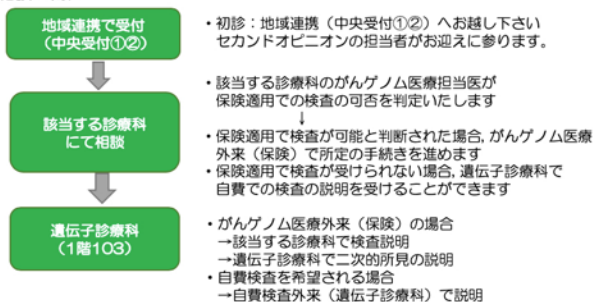 地域連携で受付
（中央受付①②）
・初診：地域連携（中央受付①②）へお越し下さい
セカンドオピニオンの担当者がお迎えに参ります。
該当する診療科
にて相談
・該当する診療科のがんゲノム医療担当医が
保険適用での検査の可否を判定いたします
↓
・保険適用で検査が可能と判断された場合, がんゲノム医療
外来（保険）で所定の手続きを進めます
・保険適用で検査が受けられない場合, 遺伝子診療科で
自費での検査の説明を受けることができます
遺伝子診療科
（1階103）
・がんゲノム医療外来（保険）の場合
→該当する診療科で検査説明
→遺伝子診療科で二次的所見の説明
・自費検査を希望される場合
→自費検査外来（遺伝子診療科）で説明